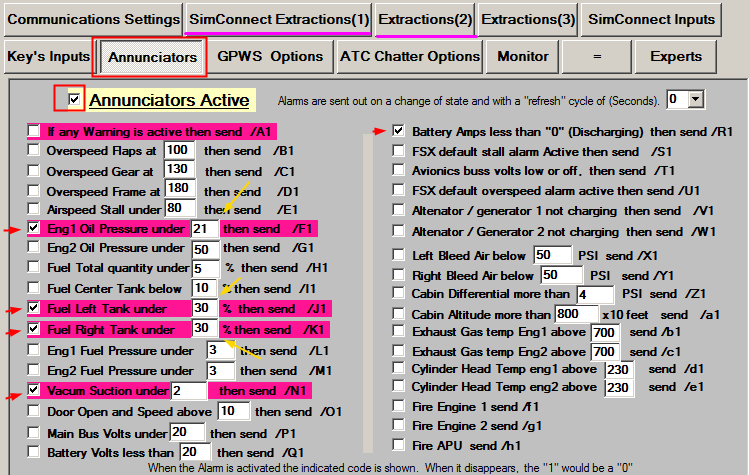 Communications Settings
SimConnect Extractions(1)
Extractions(2)
Extractions(3)
SimConnect Inputs
Key's Inputs
Annunciators
GPWS Options
ATC Chatter Options
Monitor
=
Experts
Annunciators Active
Alarms are sent out on a change of state and with a "refresh" cycle of (Seconds). 0
If any Warning is active then send /A1
Overspeed Flaps at 100 then send /B1
Overspeed Gear at 130 then send /C1
Overspeed Frame at 180 then send /D1
Airspeed Stall under 80 then send /E1
Eng1 Oil Pressure under 21 then send /F1
Eng2 Oil Pressure under 50 then send /G1
Fuel Total quantity under 5 % then send /H1
Fuel Center Tank below 10 % then send /I1
Fuel Left Tank under 30 % then send /J1
Fuel Right Tank under 30 % then send /K1
Eng1 Fuel Pressure under 3 then send /L1
Eng2 Fuel Pressure under 3 then send /M1
Vacum Suction under 2 then send /N1
Door Open and Speed above 10 then send /O1
Main Bus Volts under 20 then send /P1
Battery Volts less than 20 then send /Q1
Battery Amps less than "0" (Discharging) then send /R1
FSX default stall alarm Active then send /S1
Avionics buss volts low or off, then send /T1
FSX default overspeed alarm active then send /U1
Altenator / generator 1 not charging then send /V1
Altenator / Generator 2 not charging then send /W1
Left Bleed Air below 50 PSI send /X1
Right Bleed Air below 50 PSI send /Y1
Cabin Differential more than 4 PSI send /Z1
Cabin Altitude more than 800 x10 feet send /a1
Exhaust Gas temp Eng1 above 700 send /b1
Exhaust Gas temp Eng2 above 700 send /c1
Cylinder Head Temp eng1 above 230 send /d1
Cylinder Head Temp eng2 above 230 send /e1
Fire Engine 1 send /f1
Fire Engine 2 send /g1
Fire APU send /h1
When the Alarm is activated the indicated code is shown. When it disappears, the "1" would be a "0"